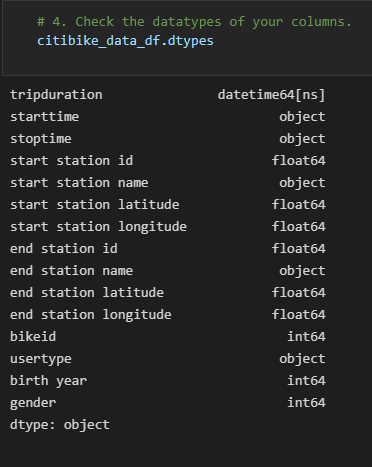 # 4. Check the datatypes of your columns.
citibike_data_df.dtypes
tripduration datetime64[ns]
starttime object
stoptime object
start station id float64
start station name object
start station latitude float64
start station longitude float64
end station id float64
end station name object
end station latitude float64
end station longitude float64
bikeid int64
usertype object
birth year int64
gender int64
dtype: object